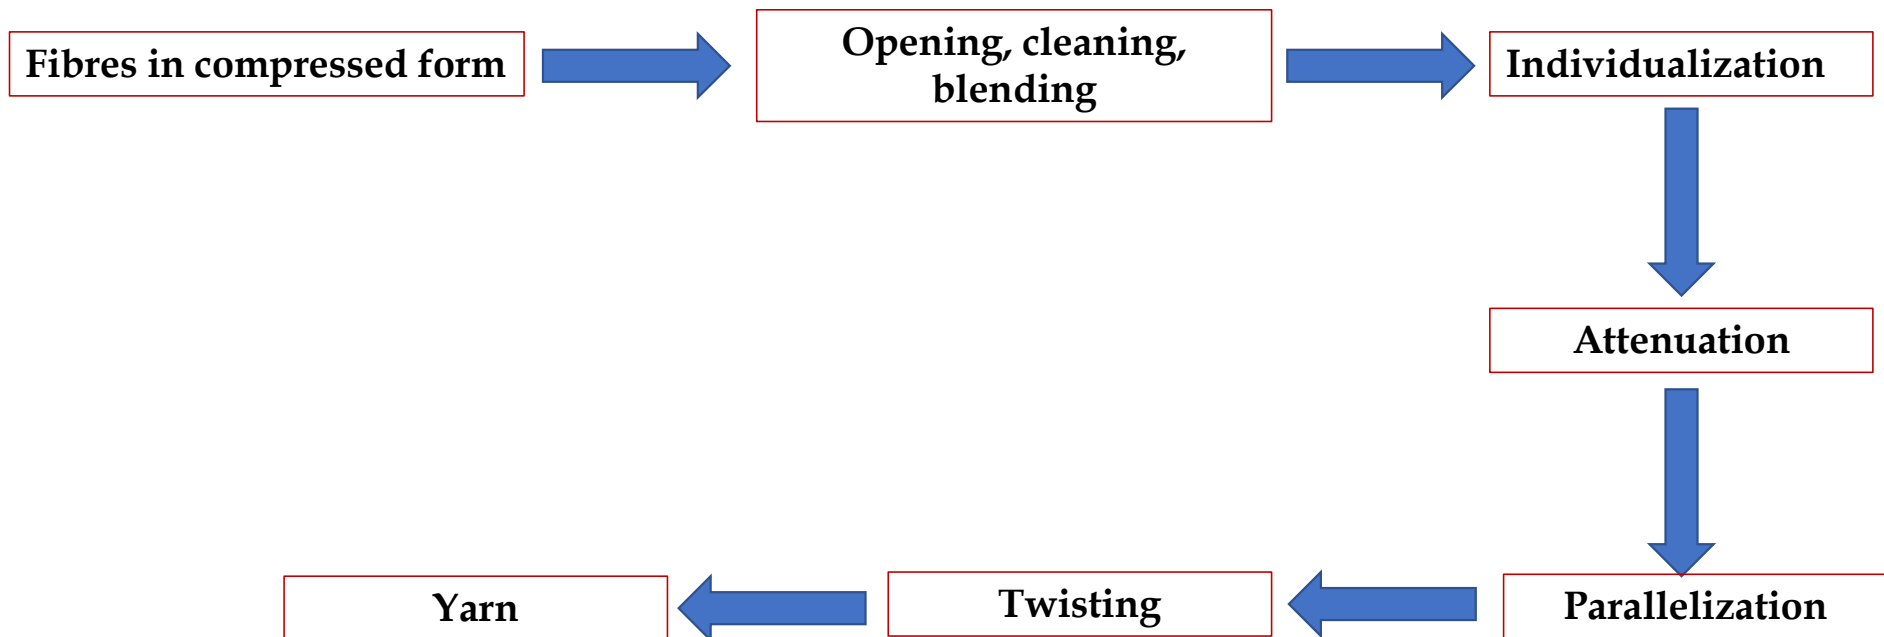 Fibres in compressed form
Opening, cleaning,
blending
Individualization
Attenuation
Parallelization
Twisting
Yarn